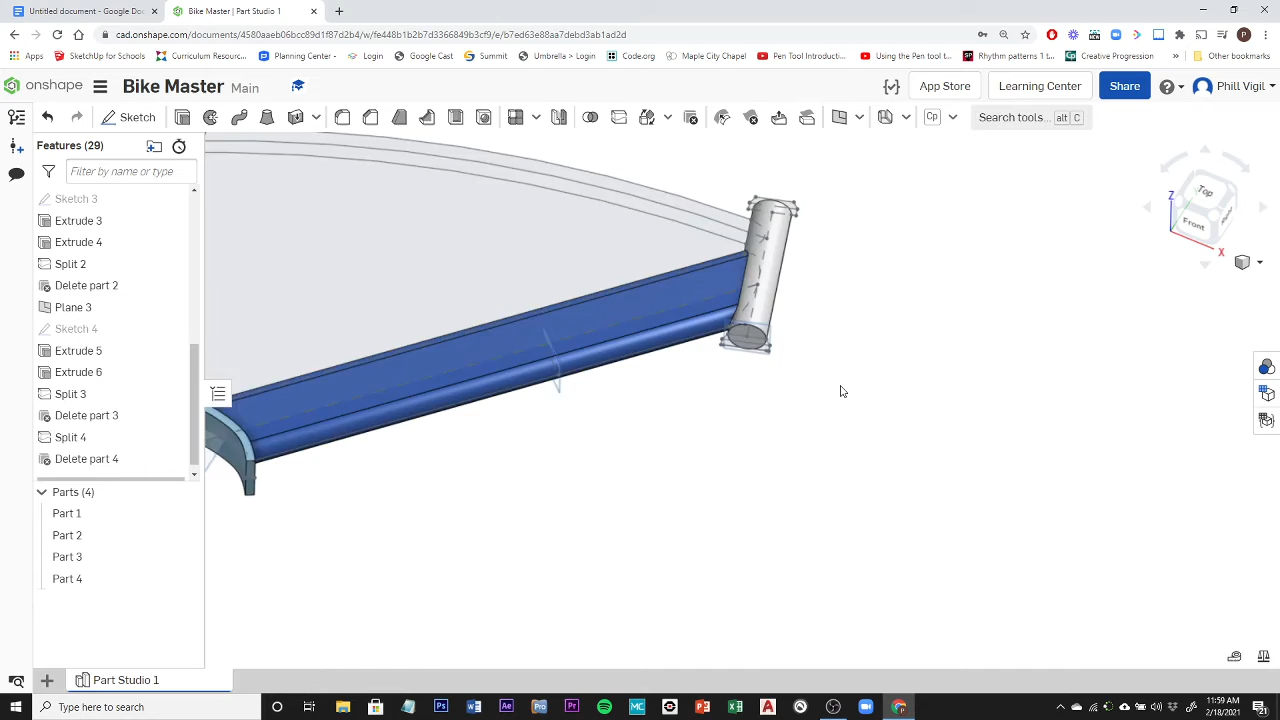 Untitled document - Google Doc
Bike Master | Part Studio 1
cad.onshape.com/documents/4580aaeb06bcc89d1df87d2b4/w/fe448b1b2b7d3366849b3cf9/e/b7ed63e88aa7debd3ab1ad2d
Apps
SketchUp for Schools
Curriculum Resourc...
Planning Center -
Gcast
Summit
Umbrella > Login
Code.org
Maple City Chapel
Pen Tool Introducti...
Using the Pen tool t...
Rhythm patterns 1 t...
Creative Progression
»
Other bookmarks
onshape
Bike Master Main
App Store
Learning Center
Share
Phill Vigil
Sketch
Search tools... alt C
Features (29)
Filter by name or type
Sketch 3
Extrude 3
Extrude 4
Split 2
Delete part 2
Plane 3
Sketch 4
Extrude 5
Extrude 6
Split 3
Delete part 3
Split 4
Delete part 4
Parts (4)
Part 1
Part 2
Part 3
Part 4
Top
Front
Z
X
Part Studio 1
Type here to search
11:59 AM
2/18/2021